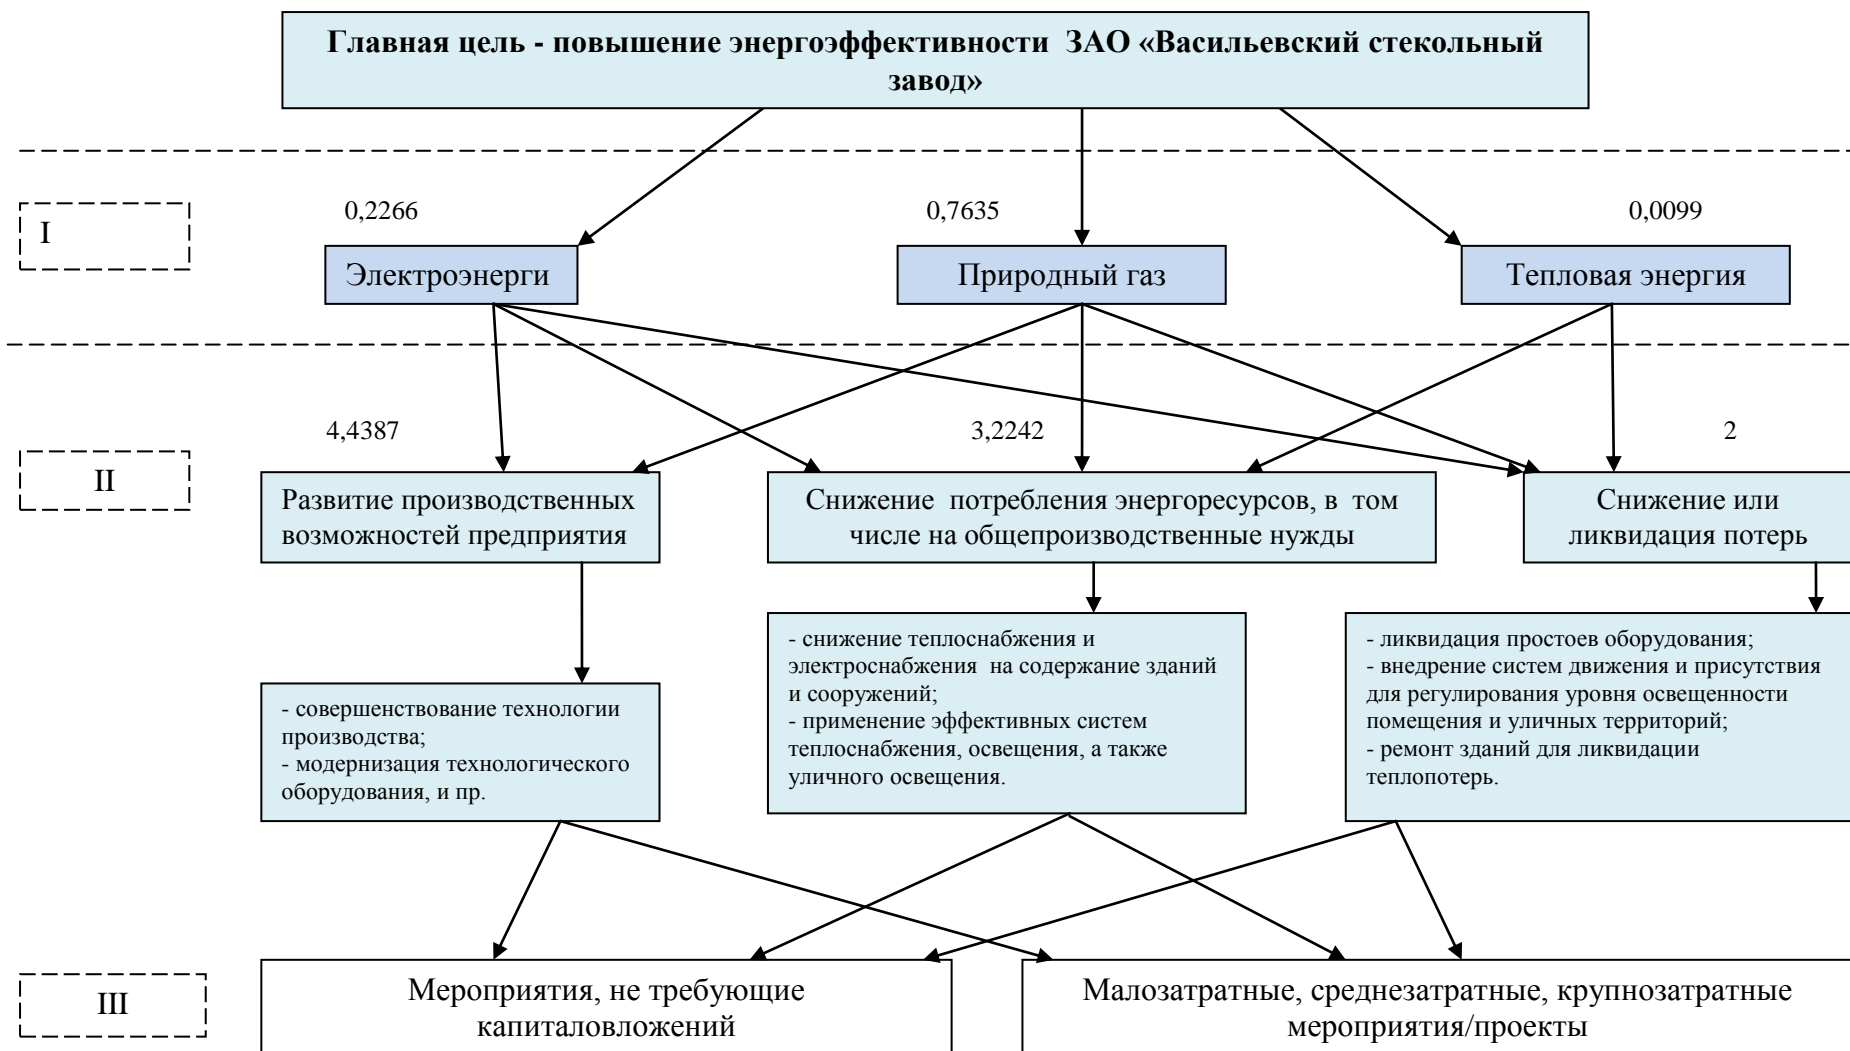 Главная цель - повышение энергоэффективности ЗАО «Васильевский стекольный
завод»
I
0,2266
0,7635
0,0099
Электроэнерги
Природный газ
Тепловая энергия
II
4,4387
3,2242
2
Развитие производственных
возможностей предприятия
Снижение потребления энергоресурсов, в том
числе на общепроизводственные нужды
Снижение или
ликвидация потерь
- совершенствование технологии
производства;
- модернизация технологического
оборудования, и пр.
- снижение теплоснабжения и
электроснабжения на содержание зданий
и сооружений;
- применение эффективных систем
теплоснабжения, освещения, а также
уличного освещения.
- ликвидация простоев оборудования;
- внедрение систем движения и присутствия
для регулирования уровня освещенности
помещения и уличных территорий;
- ремонт зданий для ликвидации
теплопотерь.
III
Мероприятия, не требующие
капиталовложений
Малозатратные, среднезатратные, крупнозатратные
мероприятия/проекты